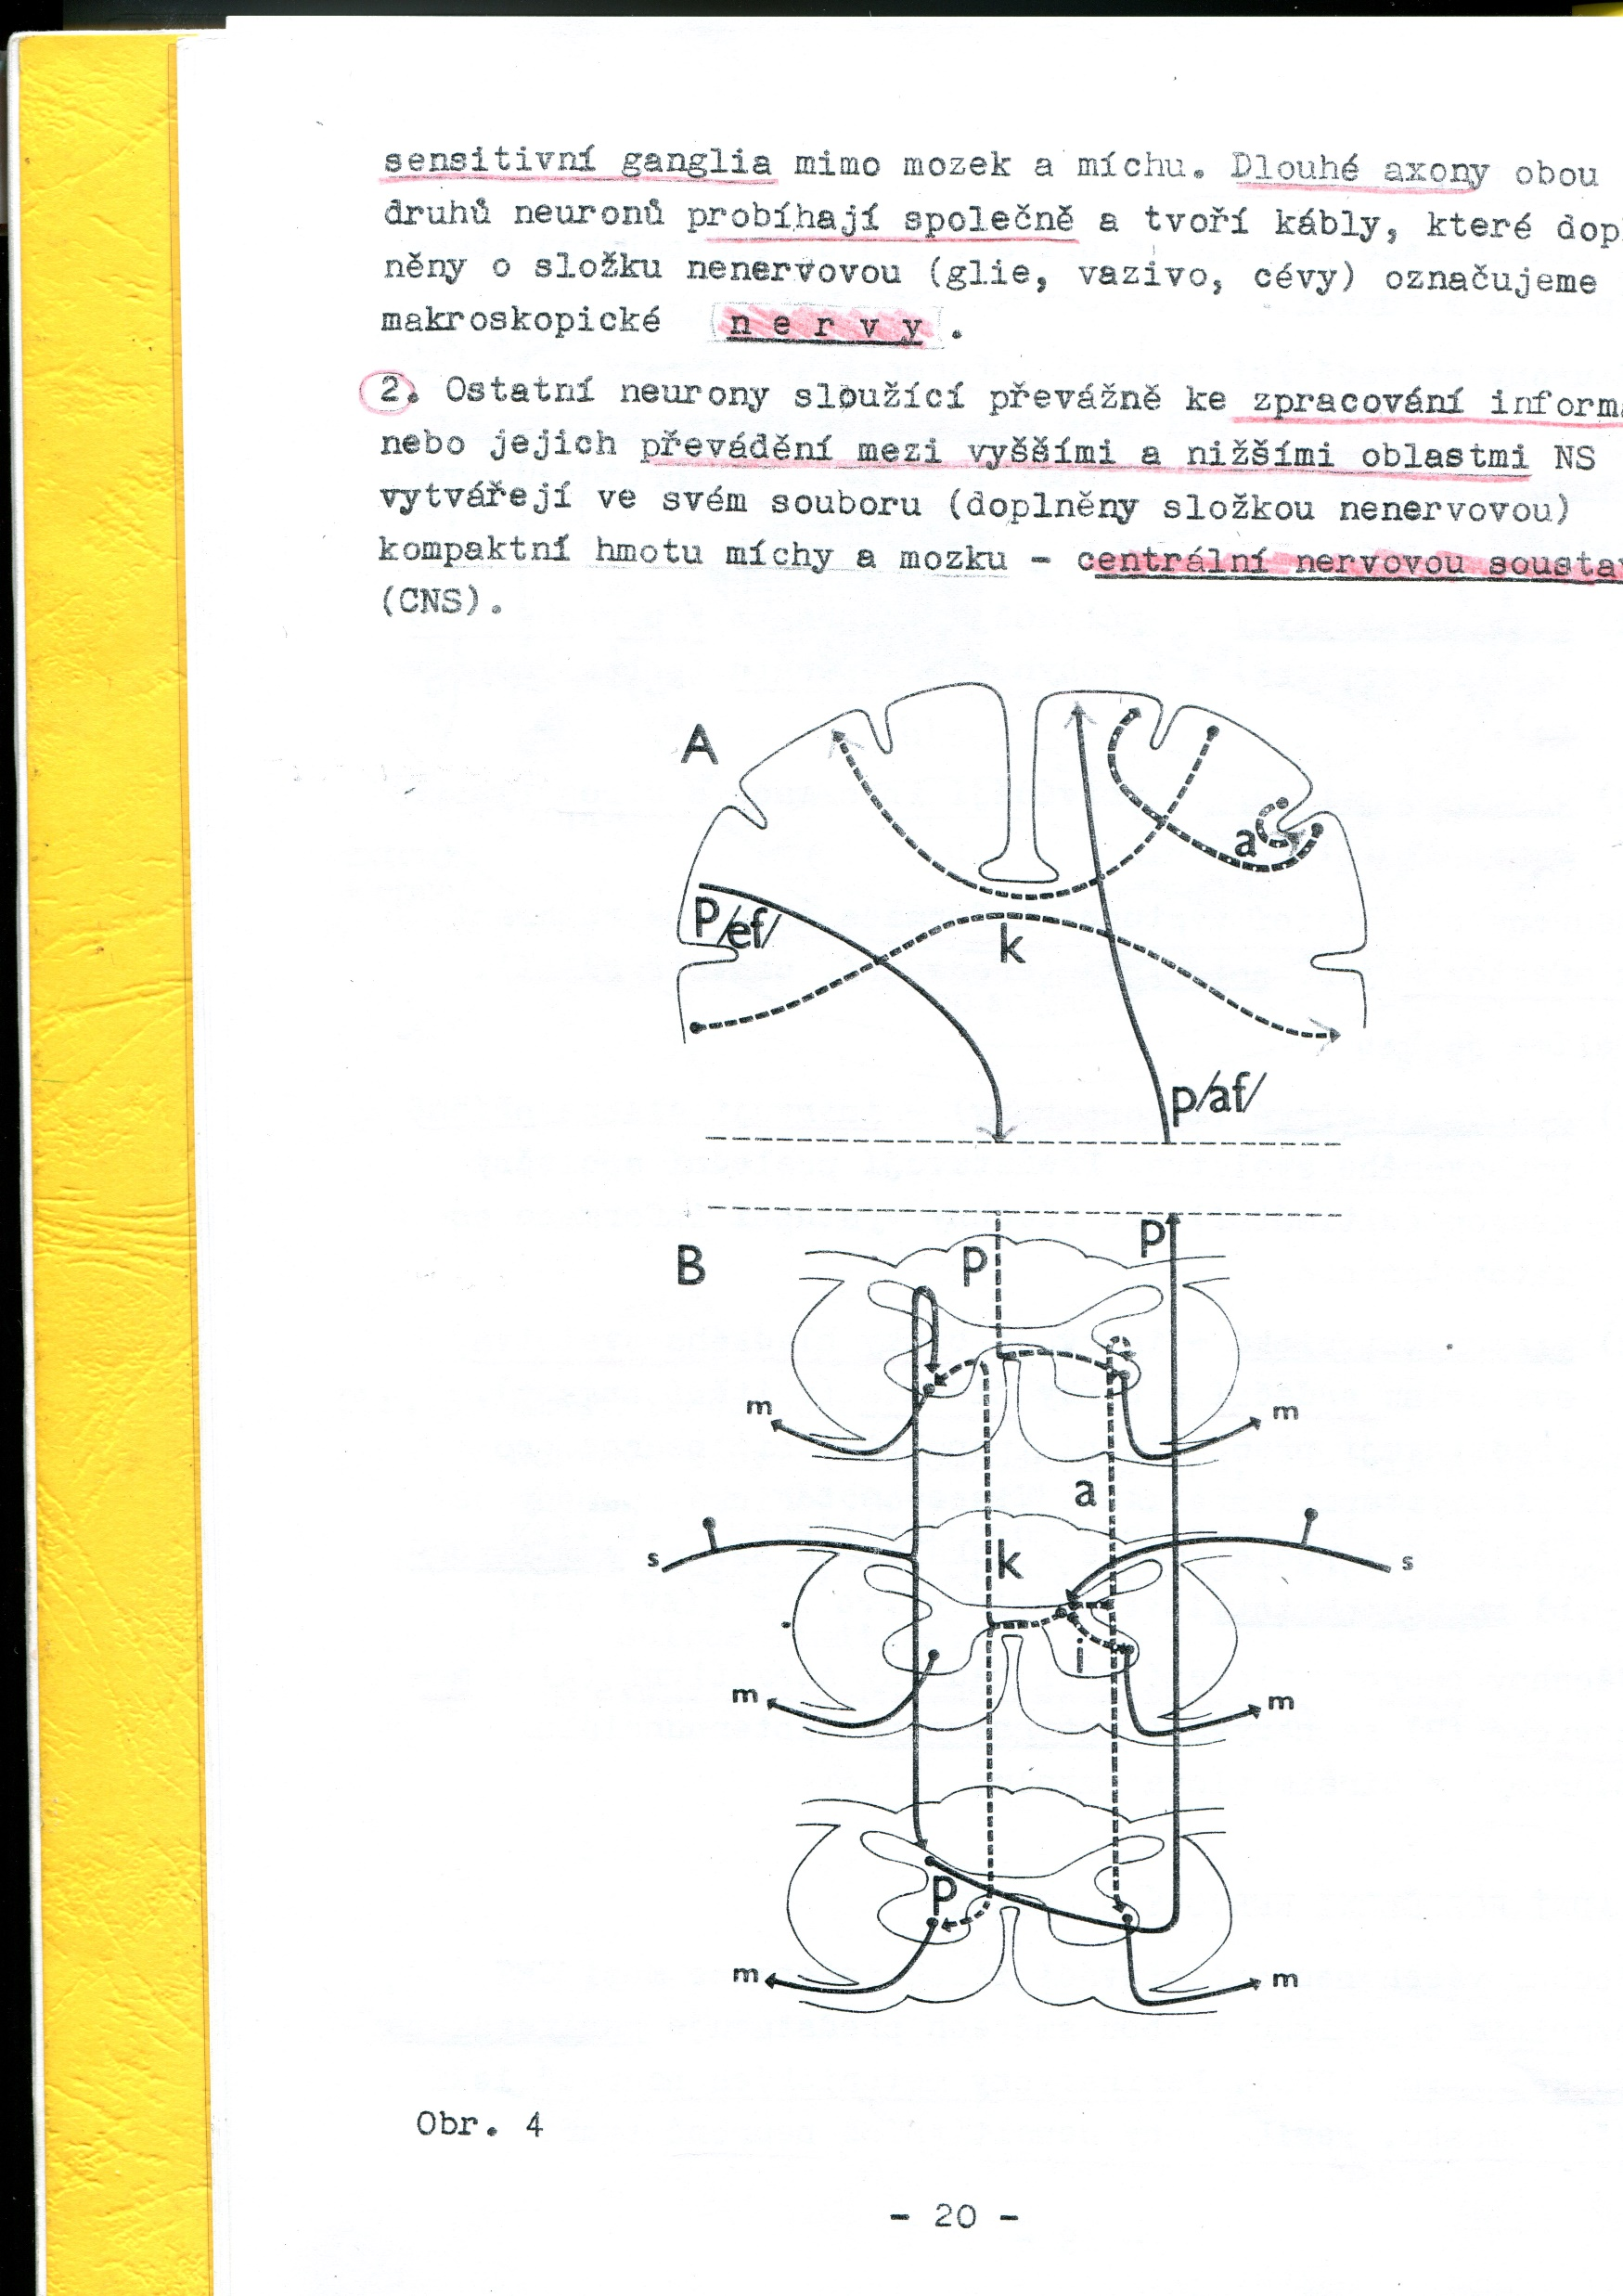 sensitivní ganglia mimo mozek a míchu. Dlouhé axony obou
druhů neuronů probíhají společně a tvoří kábly, které dop
něny o složku nenervovou (glie, vazivo, cévy) označujeme
makroskopické n e r v y .
2. Ostatní neurony sloužící převážně ke zpracování inform
nebo jejich převádění mezi vyššími a nižšími oblastmi NS
vytvářejí ve svém souboru (doplněny složkou nenervovou)
kompaktní hmotu míchy a mozku - centrální nervovou sousta
(CNS).
A
a
P/ef/
k
p/af/
B
p
p
m
m
a
s
k
s
i
m
m
p
m
m
Obr. 4
- 20 -